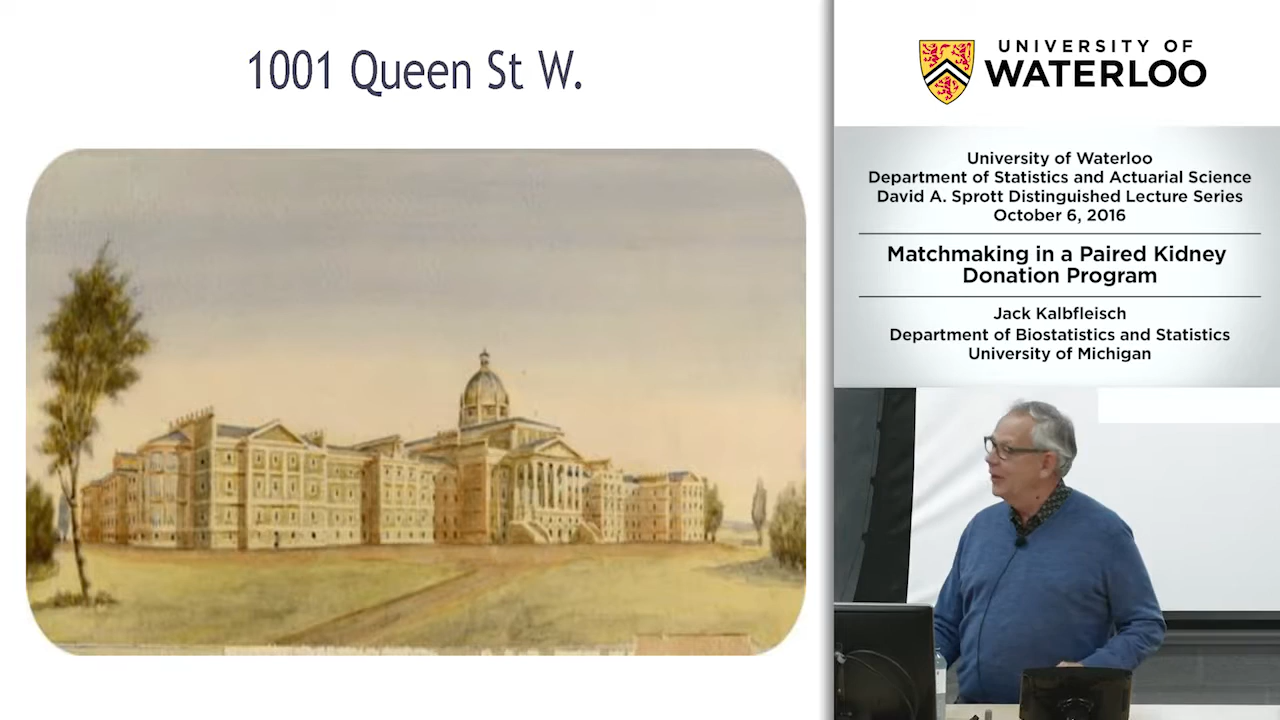 1001 Queen St W.
UNIVERSITY OF
WATERLOO
University of Waterloo
Department of Statistics and Actuarial Science
David A. Sprott Distinguished Lecture Series
October 6, 2016
Matchmaking in a Paired Kidney
Donation Program
Jack Kalbfleisch
Department of Biostatistics and Statistics
University of Michigan